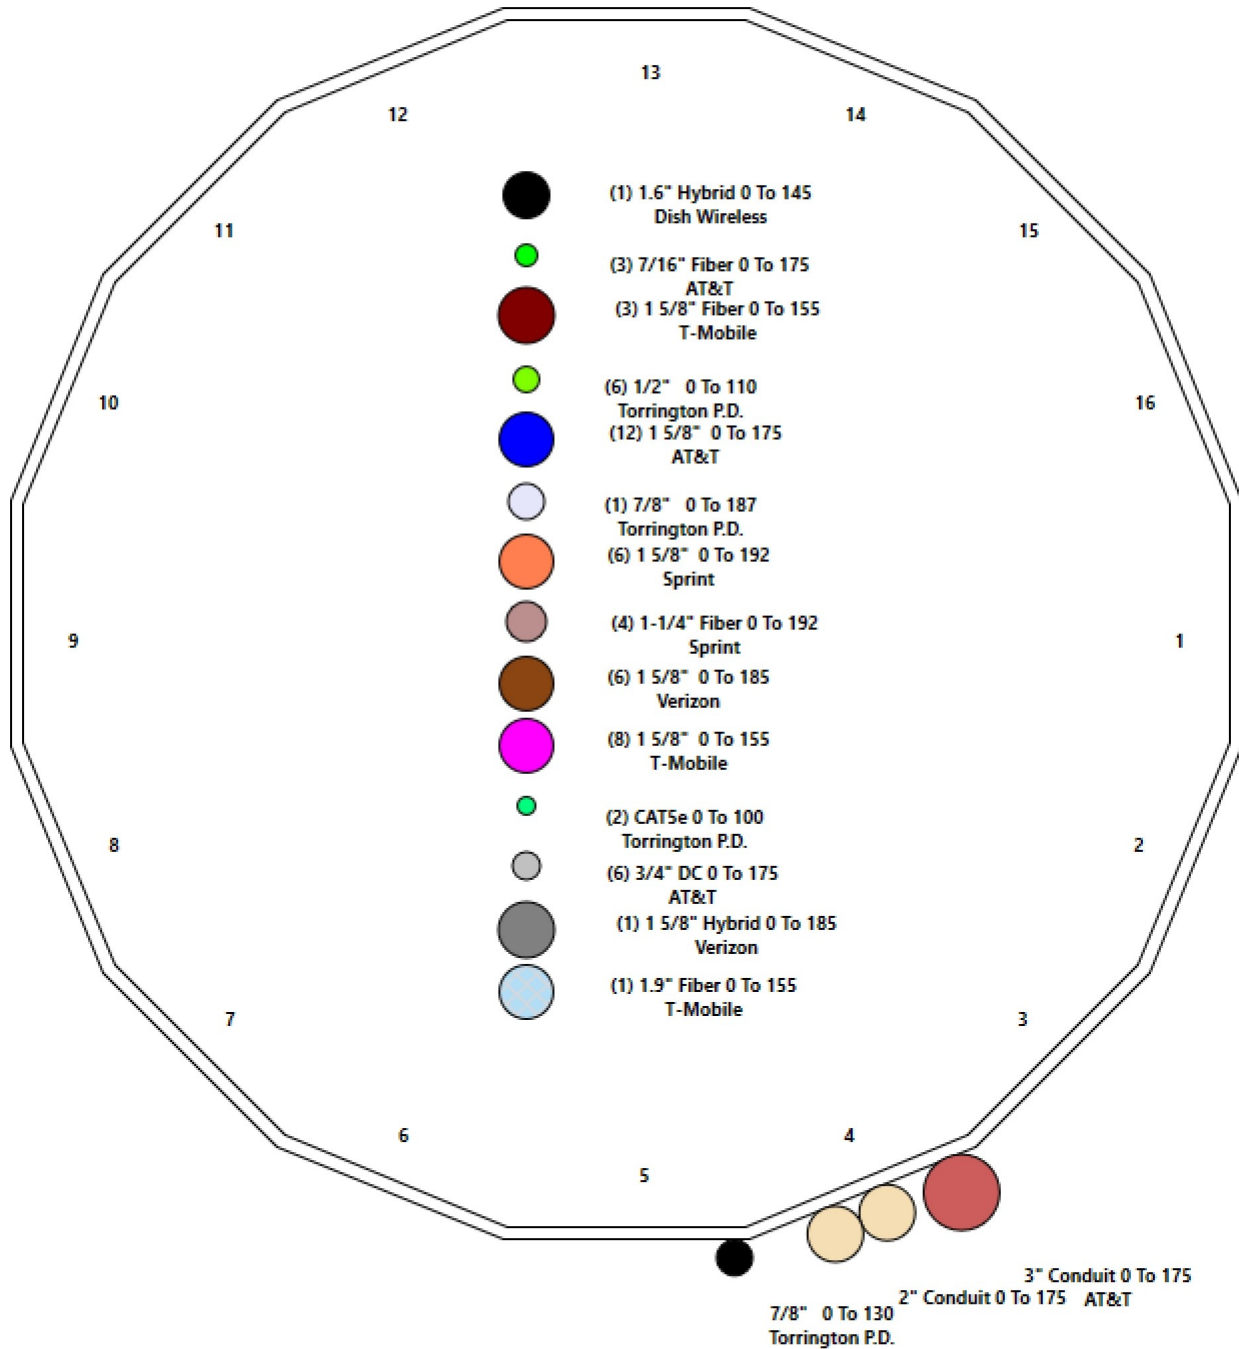 13
12
14
(1) 1.6" Hybrid 0 To 145
Dish Wireless
11
15
(3) 7/16" Fiber 0 To 175
AT&T
(3) 1 5/8" Fiber 0 To 155
T-Mobile
10
16
(6) 1/2" 0 To 110
Torrington P.D.
(12) 1 5/8" 0 To 175
AT&T
(1) 7/8" 0 To 187
Torrington P.D.
(6) 1 5/8" 0 To 192
Sprint
(4) 1-1/4" Fiber 0 To 192
Sprint
9
1
(6) 1 5/8" 0 To 185
Verizon
(8) 1 5/8" 0 To 155
T-Mobile
(2) CAT5e 0 To 100
Torrington P.D.
8
2
(6) 3/4" DC 0 To 175
AT&T
(1) 1 5/8" Hybrid 0 To 185
Verizon
(1) 1.9" Fiber 0 To 155
T-Mobile
7
3
6
4
5
3" Conduit 0 To 175
AT&T
2" Conduit 0 To 175
7/8" 0 To 130
Torrington P.D.